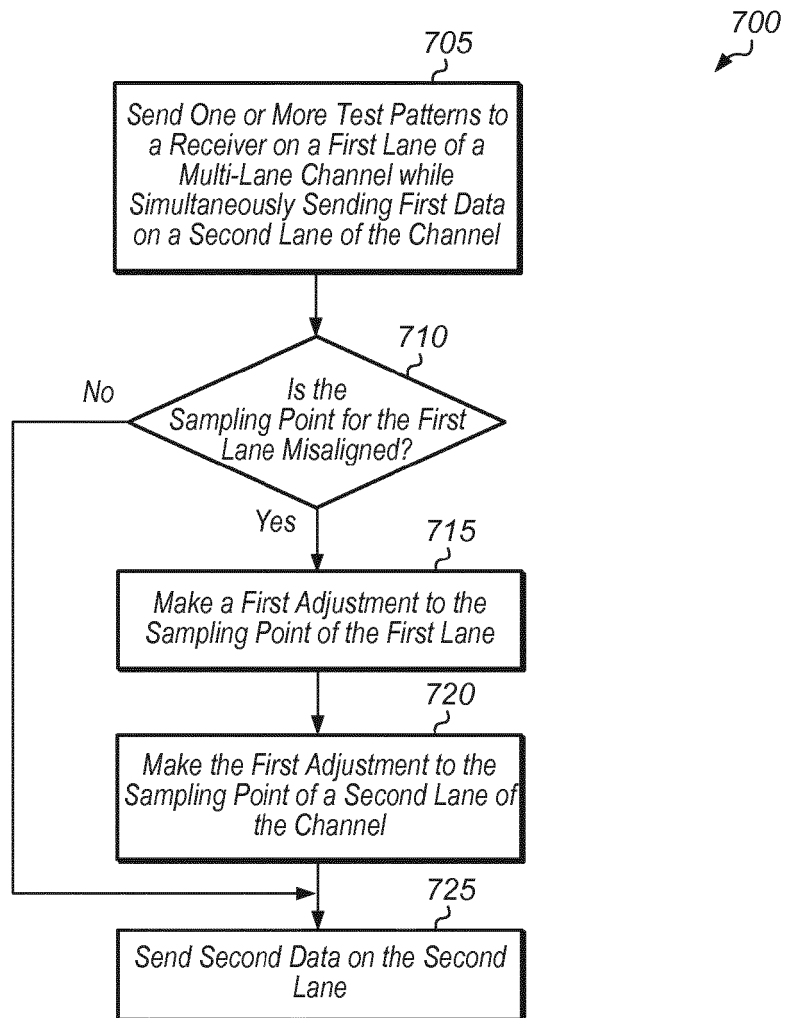 700
705
Send One or More Test Patterns to
a Receiver on a First Lane of a
Multi-Lane Channel while
Simultaneously Sending First Data
on a Second Lane of the Channel
710
No
Is the
Sampling Point for the First
Lane Misaligned?
Yes
715
Make a First Adjustment to the
Sampling Point of the First Lane
720
Make the First Adjustment to the
Sampling Point of a Second Lane of
the Channel
725
Send Second Data on the Second
Lane